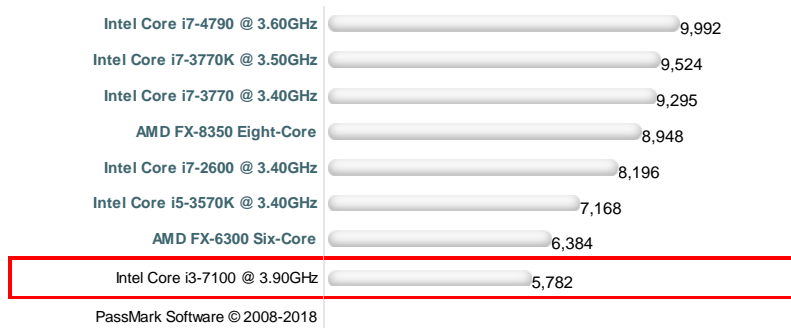 Intel Core i7-4790 @ 3.60GHz 9,992
Intel Core i7-3770K @ 3.50GHz 9,524
Intel Core i7-3770 @ 3.40GHz 9,295
AMD FX-8350 Eight-Core 8,948
Intel Core i7-2600 @ 3.40GHz 8,196
Intel Core i5-3570K @ 3.40GHz 7,168
AMD FX-6300 Six-Core 6,384
Intel Core i3-7100 @ 3.90GHz 5,782
PassMark Software © 2008-2018